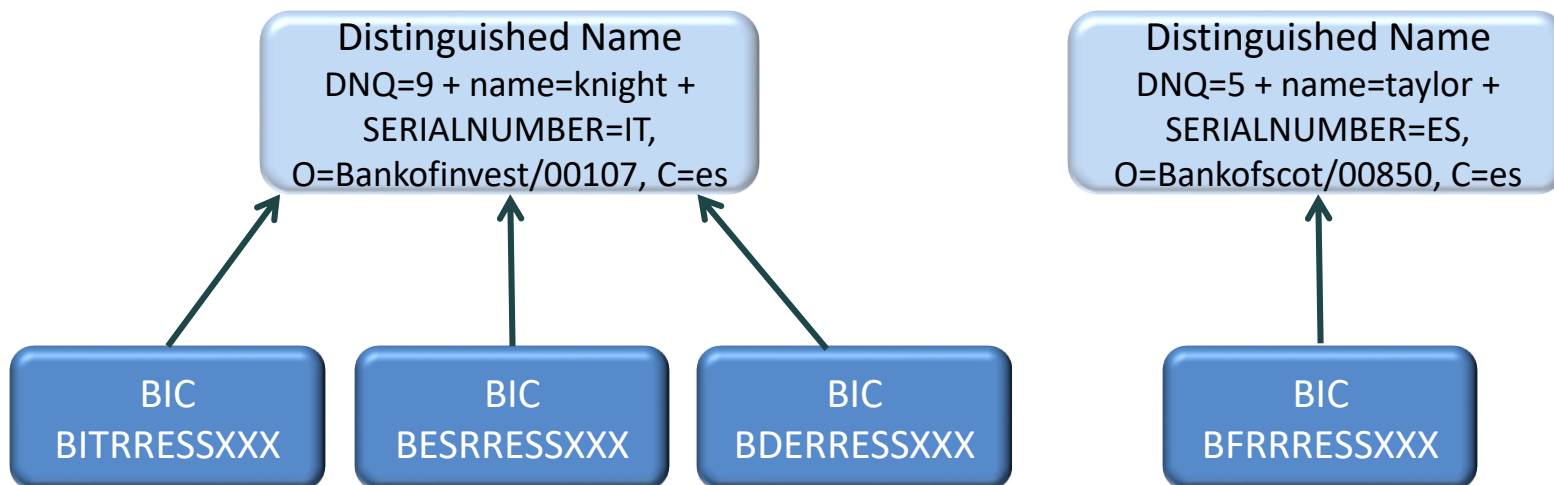 Distinguished Name
DNQ=9 + name=knight +
SERIALNUMBER=IT,
O=Bankofinvest/00107, C=es
Distinguished Name
DNQ=5 + name=taylor +
SERIALNUMBER=ES,
O=Bankofscot/00850, C=es
BIC
BITRRESSXXX
BIC
BESRRESSXXX
BIC
BDERRESSXXX
BIC
BFRRRESSXXX